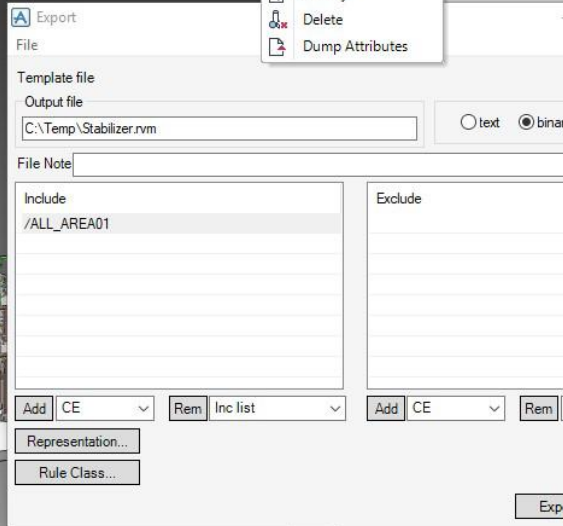 Export
Delete
File
Dump Attributes
Template file
Output file
C:\Temp\Stabilizer.rvm
text
File Note
Include
Exclude
/ALL_AREA01
Add CE Rem Inc list Add CE Rem
Representation...
Rule Class...